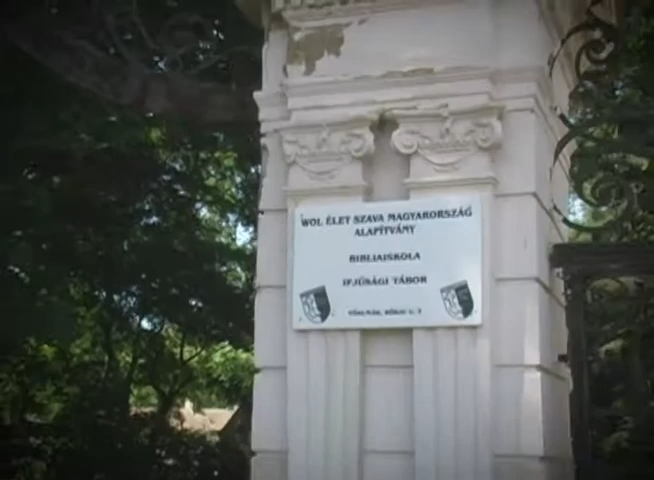 WOL ÉLET SZAVA MAGYARORSZÁG
ALAPÍTVÁNY
BIBLIAISKOLA
IFJÚSÁGI TÁBOR